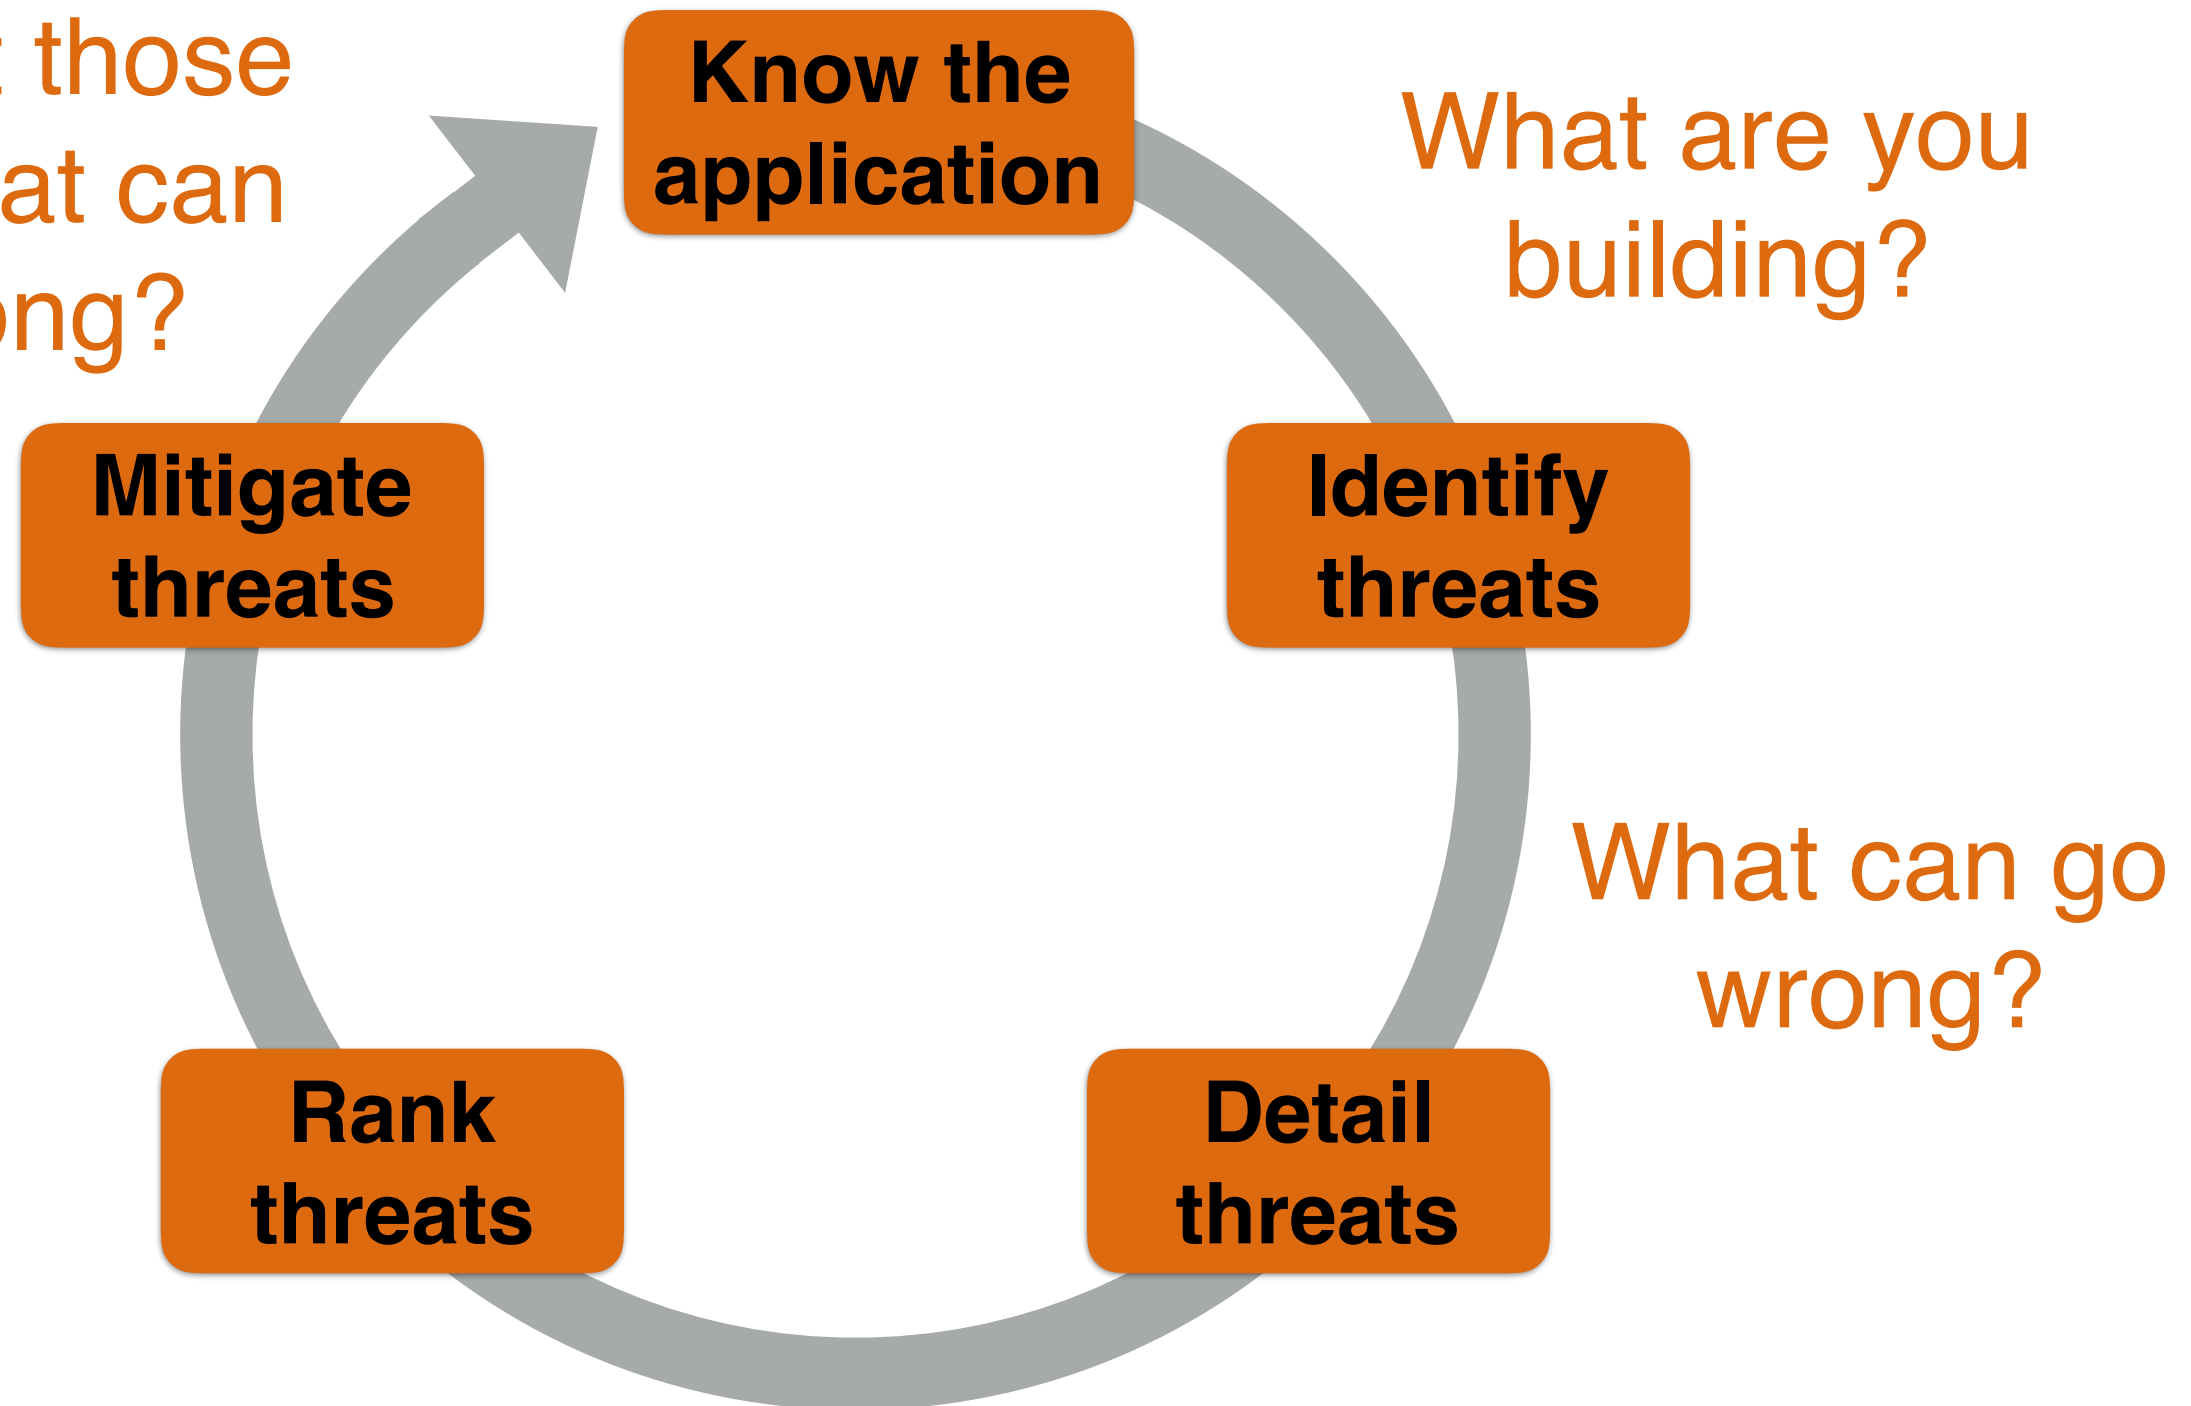 those
at can
ng?
Know the
application
What are you
building?
Mitigate
threats
Identify
threats
What can go
wrong?
Rank
threats
Detail
threats